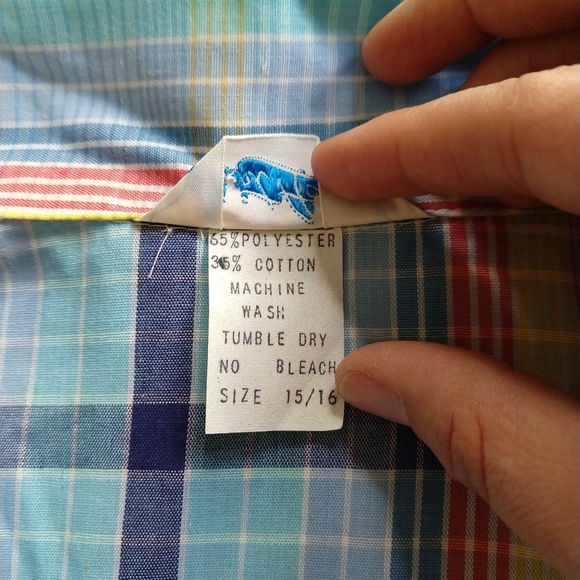 65% POLYESTER
35% COTTON
MACHINE
WASH
TUMBLE DRY
NO BLEACH
SIZE 15/16